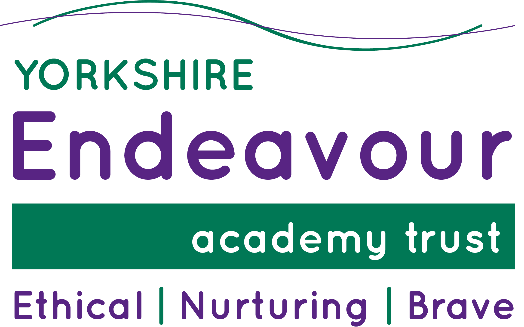 YORKSHIRE
Endeavour
academy trust
Ethical | Nurturing | Brave